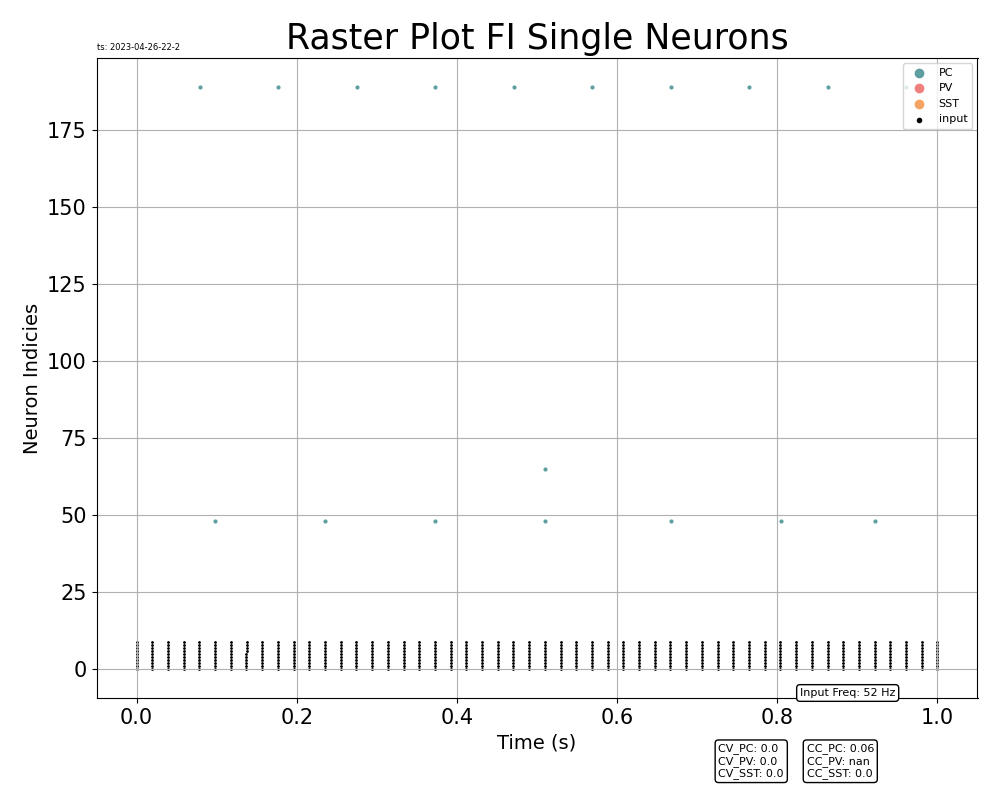 Raster Plot FI Single Neurons
ts: 2023-04-26-22-2
PC
PV
SST
input
175
150
125
100
75
50
25
0
Neuron Indicies
0.0 0.2 0.4 0.6 0.8 1.0
Time (s)
Input Freq: 52 Hz
CV_PC: 0.0
CV_PV: 0.0
CV_SST: 0.0
CC_PC: 0.06
CC_PV: nan
CC_SST: 0.0